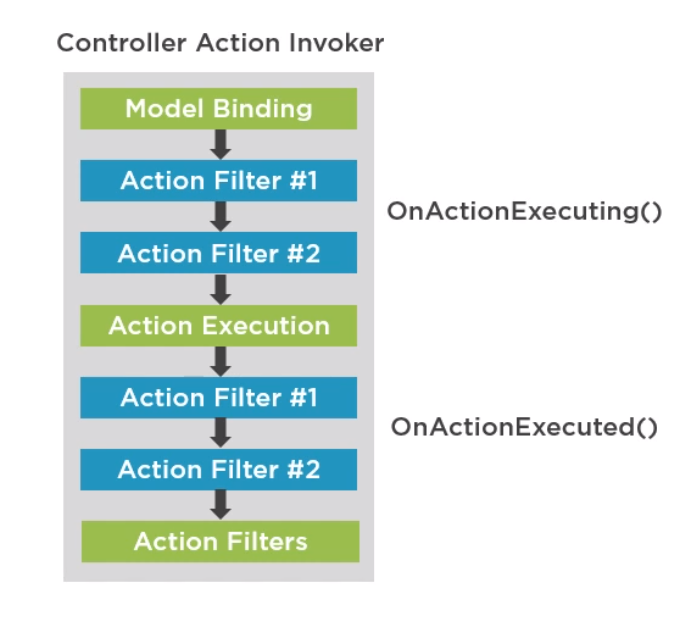 Controller Action Invoker
Model Binding
Action Filter #1
OnActionExecuting()
Action Filter #2
Action Execution
Action Filter #1
OnActionExecuted()
Action Filter #2
Action Filters